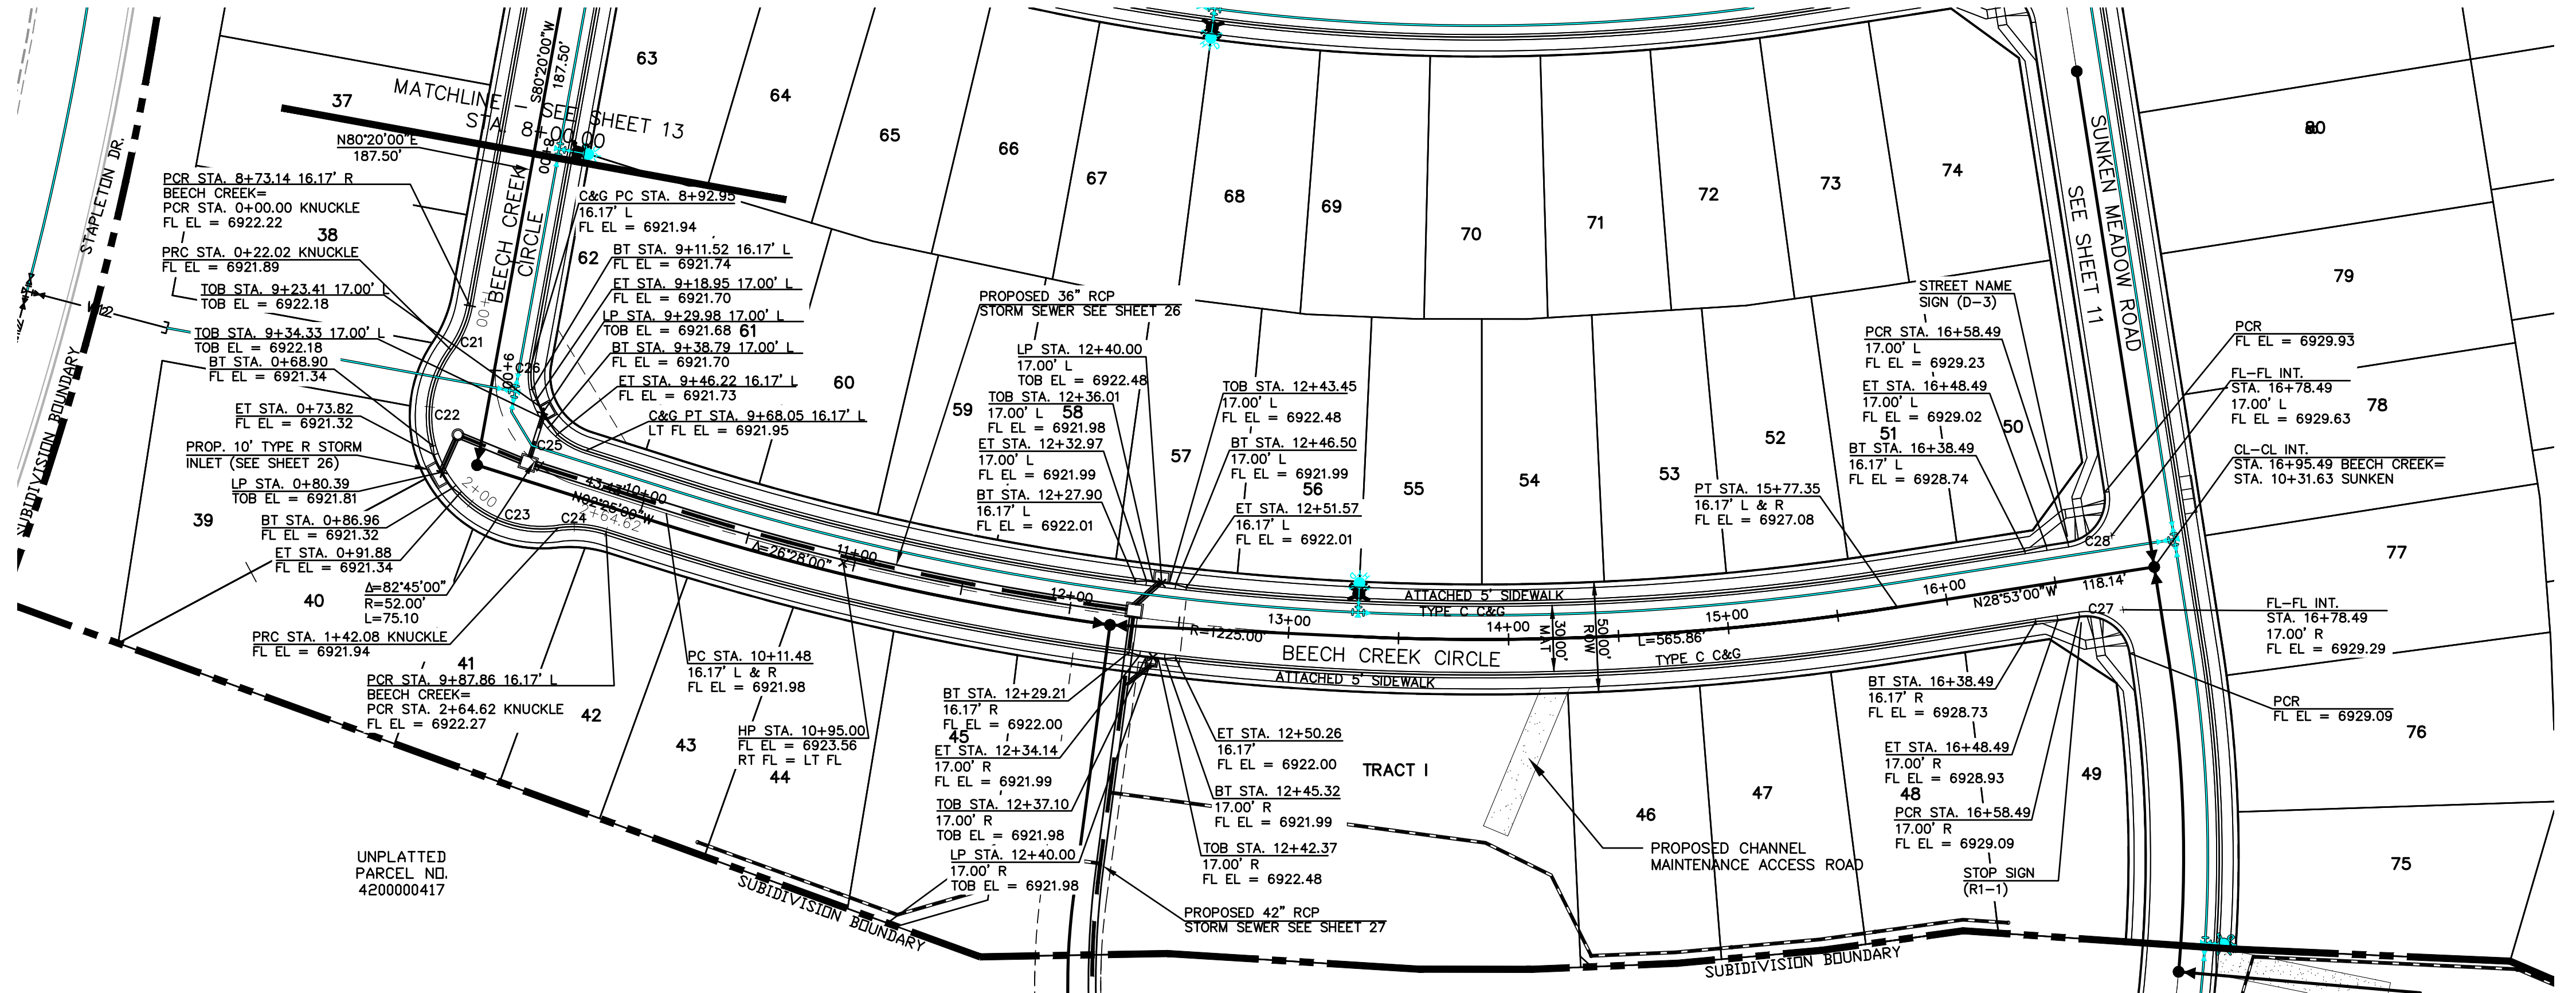 63
64
65
66
67
68
69
70
71
72
73
74
80
79
78
77
76
75
37
MATCHLINE - SEE SHEET 13
STA. 8+00.00
S80°20'00"W
187.50'
N80°20'00"E
187.50'
8+00
STAPLETON DR.
SUBIDIVISION BOUNDARY
BEECH CREEK
CIRCLE
SUNKEN MEADOW ROAD
SEE SHEET 11
PCR STA. 8+73.14 16.17' R
BEECH CREEK=
PCR STA. 0+00.00 KNUCKLE
FL EL = 6922.22
38
PRC STA. 0+22.02 KNUCKLE
FL EL = 6921.89
TOB STA. 9+23.41 17.00' L
TOB EL = 6922.18
TOB STA. 9+34.33 17.00' L
TOB EL = 6922.18
BT STA. 0+68.90
FL EL = 6921.34
ET STA. 0+73.82
FL EL = 6921.32
PROP. 10' TYPE R STORM
INLET (SEE SHEET 26)
LP STA. 0+80.39
TOB EL = 6921.81
39
BT STA. 0+86.96
FL EL = 6921.32
ET STA. 0+91.88
FL EL = 6921.34
40
Δ=82°45'00"
R=52.00'
L=75.10
PRC STA. 1+42.08 KNUCKLE
FL EL = 6921.94
41
PCR STA. 9+87.86 16.17' L
BEECH CREEK=
PCR STA. 2+64.62 KNUCKLE
FL EL = 6922.27
42
C&G PC STA. 8+92.95
16.17' L
FL EL = 6921.94
62
BT STA. 9+11.52 16.17' L
FL EL = 6921.74
ET STA. 9+18.95 17.00' L
FL EL = 6921.70
LP STA. 9+29.98 17.00' L
TOB EL = 6921.68
61
BT STA. 9+38.79 17.00' L
FL EL = 6921.70
ET STA. 9+46.22 16.17' L
FL EL = 6921.73
60
C&G PT STA. 9+68.05 16.17' L
LT FL EL = 6921.95
C21
C22
C23
C24
C25
C26
9+00
2+00
2+64.62
43.43'
10+00
N92°25'00"W
11+00
Δ=26°28'00"
12+00
PC STA. 10+11.48
16.17' L & R
FL EL = 6921.98
43
HP STA. 10+95.00
FL EL = 6923.56
RT FL = LT FL
44
PROPOSED 36" RCP
STORM SEWER SEE SHEET 26
59
LP STA. 12+40.00
17.00' L
TOB EL = 6922.48
TOB STA. 12+36.01
17.00' L
58
FL EL = 6921.98
ET STA. 12+32.97
17.00' L
FL EL = 6921.99
BT STA. 12+27.90
16.17' L
FL EL = 6922.01
57
TOB STA. 12+43.45
17.00' L
FL EL = 6922.48
BT STA. 12+46.50
17.00' L
FL EL = 6921.99
56
ET STA. 12+51.57
16.17' L
FL EL = 6922.01
55
54
53
52
51
50
PT STA. 15+77.35
16.17' L & R
FL EL = 6927.08
STREET NAME
SIGN (D-3)
PCR STA. 16+58.49
17.00' L
FL EL = 6929.23
ET STA. 16+48.49
17.00' L
FL EL = 6929.02
BT STA. 16+38.49
16.17' L
FL EL = 6928.74
PCR
FL EL = 6929.93
FL-FL INT.
STA. 16+78.49
17.00' L
FL EL = 6929.63
CL-CL INT.
STA. 16+95.49 BEECH CREEK=
STA. 10+31.63 SUNKEN
C28
ATTACHED 5' SIDEWALK
TYPE C C&G
R=1225.00'
13+00
14+00
15+00
16+00
N28°53'00"W
118.14'
BEECH CREEK CIRCLE
30.00'
MAT
50.00'
ROW
L=565.86'
TYPE C C&G
ATTACHED 5' SIDEWALK
C27
FL-FL INT.
STA. 16+78.49
17.00' R
FL EL = 6929.29
PCR
FL EL = 6929.09
BT STA. 12+29.21
16.17' R
FL EL = 6922.00
45
ET STA. 12+34.14
17.00' R
FL EL = 6921.99
TOB STA. 12+37.10
17.00' R
TOB EL = 6921.98
LP STA. 12+40.00
17.00' R
TOB EL = 6921.98
ET STA. 12+50.26
16.17'
FL EL = 6922.00
BT STA. 12+45.32
17.00' R
FL EL = 6921.99
TOB STA. 12+42.37
17.00' R
FL EL = 6922.48
PROPOSED 42" RCP
STORM SEWER SEE SHEET 27
TRACT I
PROPOSED CHANNEL
MAINTENANCE ACCESS ROAD
46
47
48
49
BT STA. 16+38.49
16.17' R
FL EL = 6928.73
ET STA. 16+48.49
17.00' R
FL EL = 6928.93
PCR STA. 16+58.49
17.00' R
FL EL = 6929.09
STOP SIGN
(R1-1)
UNPLATTED
PARCEL NO.
4200000417
SUBIDIVISION BOUNDARY
SUBIDIVISION BOUNDARY